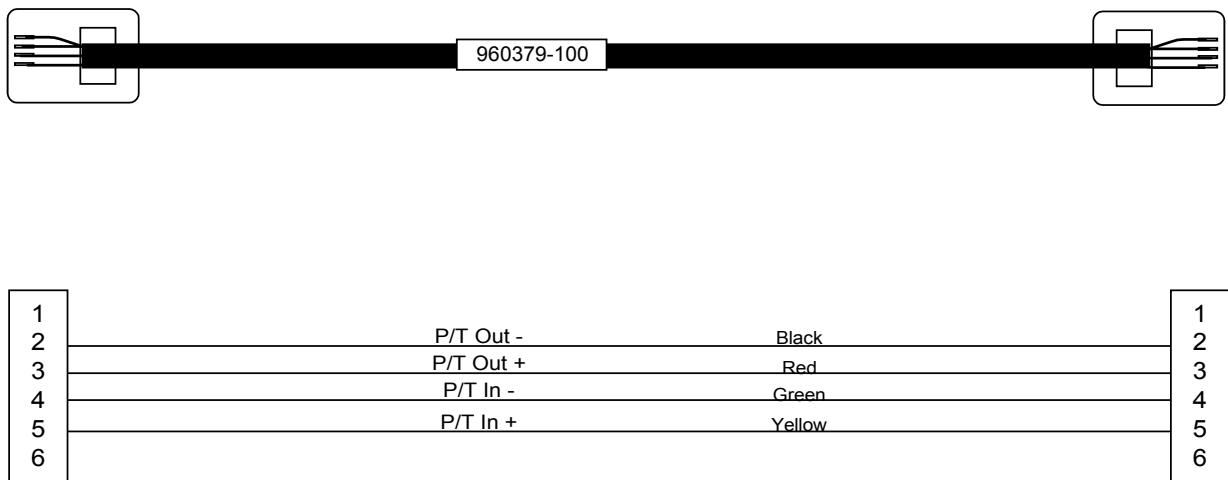 960379-100
1 1
2 P/T Out - Black 2
3 P/T Out + Red 3
4 P/T In - Green 4
5 P/T In + Yellow 5
6 6